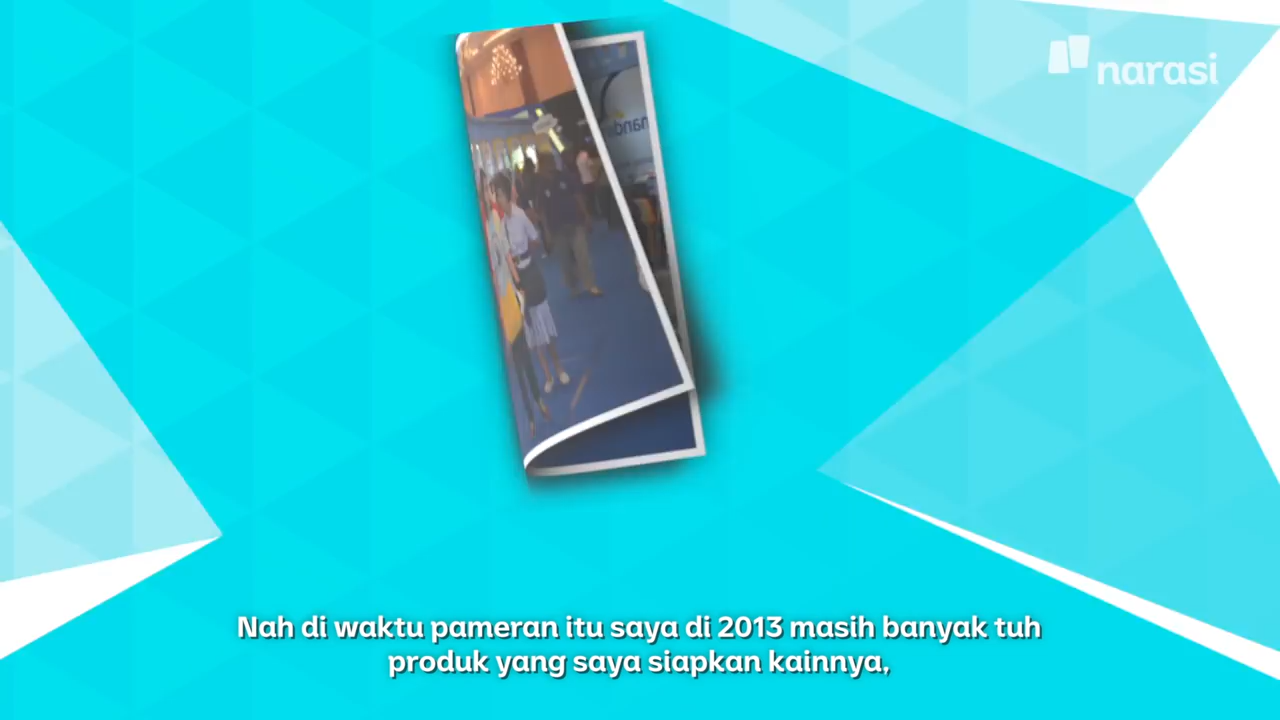 narasi
Nah di waktu pameran itu saya di 2013 masih banyak tuh
produk yang saya siapkan kainnya,